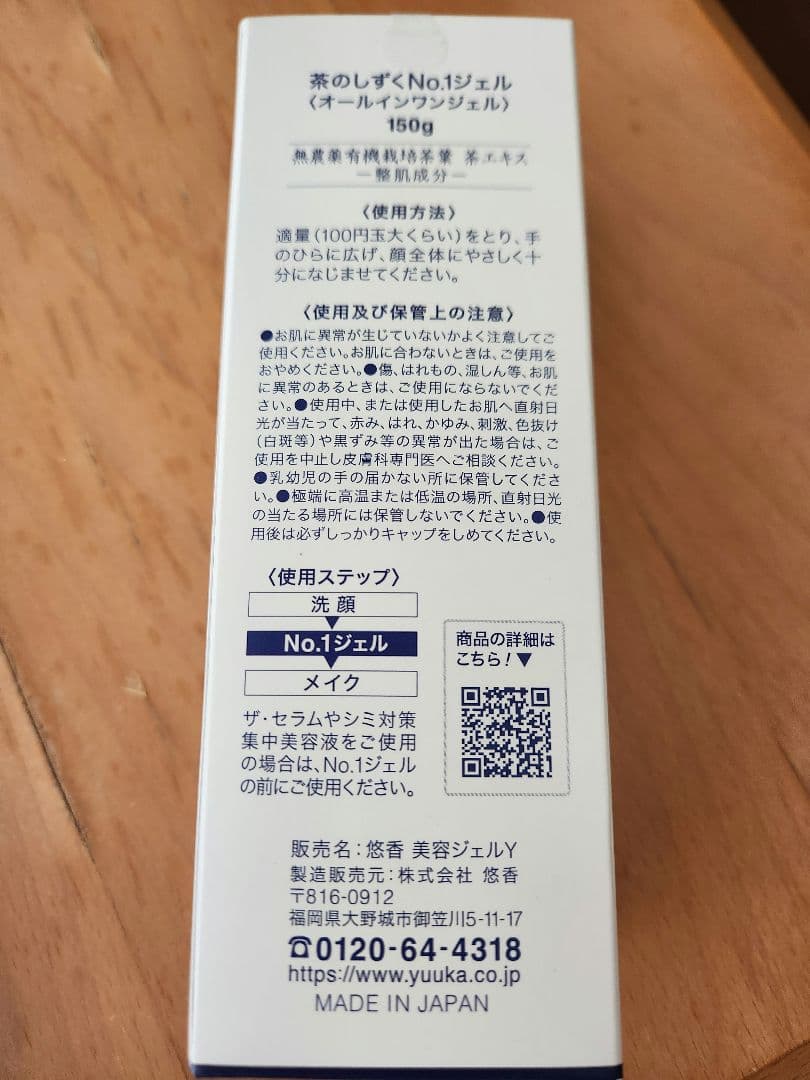 茶のしずくNo.1ジェル
〈オールインワンジェル〉
150g
無農薬有機栽培茶葉 茶エキス
－整肌成分－
〈使用方法〉
適量(100円玉大くらい)をとり、手
のひらに広げ、顔全体にやさしく十
分になじませてください。
〈使用及び保管上の注意〉
●お肌に異常が生じていないかよく注意してご
使用ください。お肌に合わないときは、ご使用を
おやめください。●傷、はれもの、湿しん等、お肌
に異常のあるときは、ご使用にならないでくだ
さい。●使用中、または使用したお肌へ直射日
光が当たって、赤み、はれ、かゆみ、刺激、色抜け
(白斑等)や黒ずみ等の異常が出た場合は、ご
使用を中止し皮膚科専門医へご相談ください。
●乳幼児の手の届かない所に保管してくださ
い。●極端に高温または低温の場所、直射日光
の当たる場所には保管しないでください。●使
用後は必ずしっかりキャップをしめてください。
〈使用ステップ〉
洗顔
No.1ジェル
メイク
ザ・セラムやシミ対策
集中美容液をご使用
の場合は、No.1ジェル
の前にご使用ください。
商品の詳細は
こちら!▼
販売名:悠香 美容ジェルY
製造販売元:株式会社 悠香
〒816-0912
福岡県大野城市御笠川5-11-17
☎0120-64-4318
https://www.yuuka.co.jp
MADE IN JAPAN